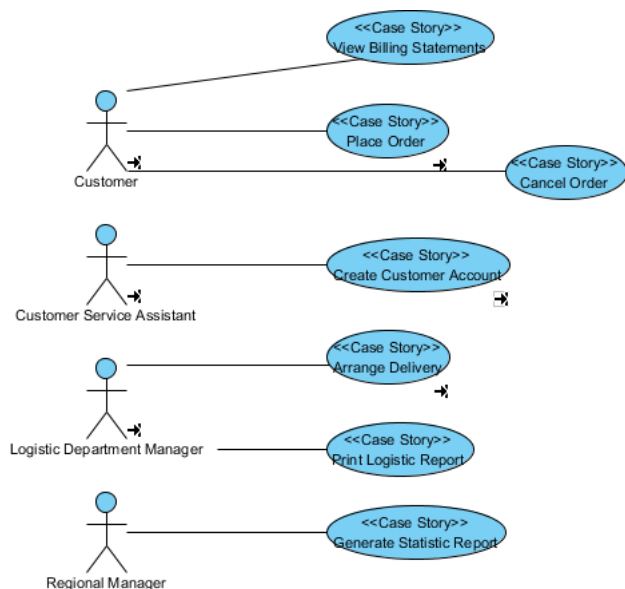 <<Case Story>>
View Billing Statements
<<Case Story>>
Place Order
<<Case Story>>
Cancel Order
Customer
<<Case Story>>
Create Customer Account
Customer Service Assistant
<<Case Story>>
Arrange Delivery
Logistic Department Manager
<<Case Story>>
Print Logistic Report
<<Case Story>>
Generate Statistic Report
Regional Manager